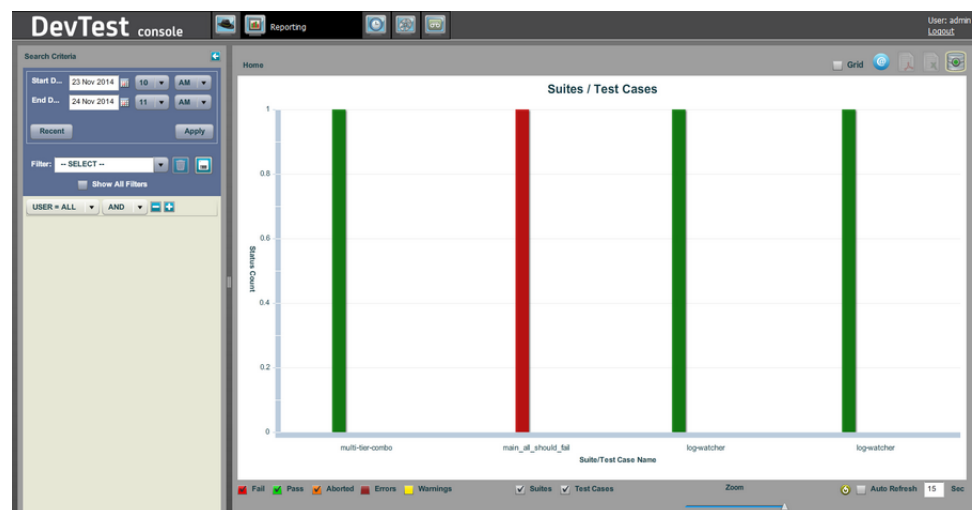 DevTest console
Reporting
User: admin
Logout
Search Criteria
Start D... 23 Nov 2014 10 AM
End D... 24 Nov 2014 11 AM
Recent Apply
Filter: -- SELECT --
Show All Filters
USER = ALL AND
Home
Grid
Suites / Test Cases
1
0.8
0.6
0.4
0.2
0
Status Count
multi-tier-combo main_all_should_fail log-watcher log-watcher
Suite/Test Case Name
Fail Pass Aborted Errors Warnings Suites Test Cases Zoom Auto Refresh 15 Sec